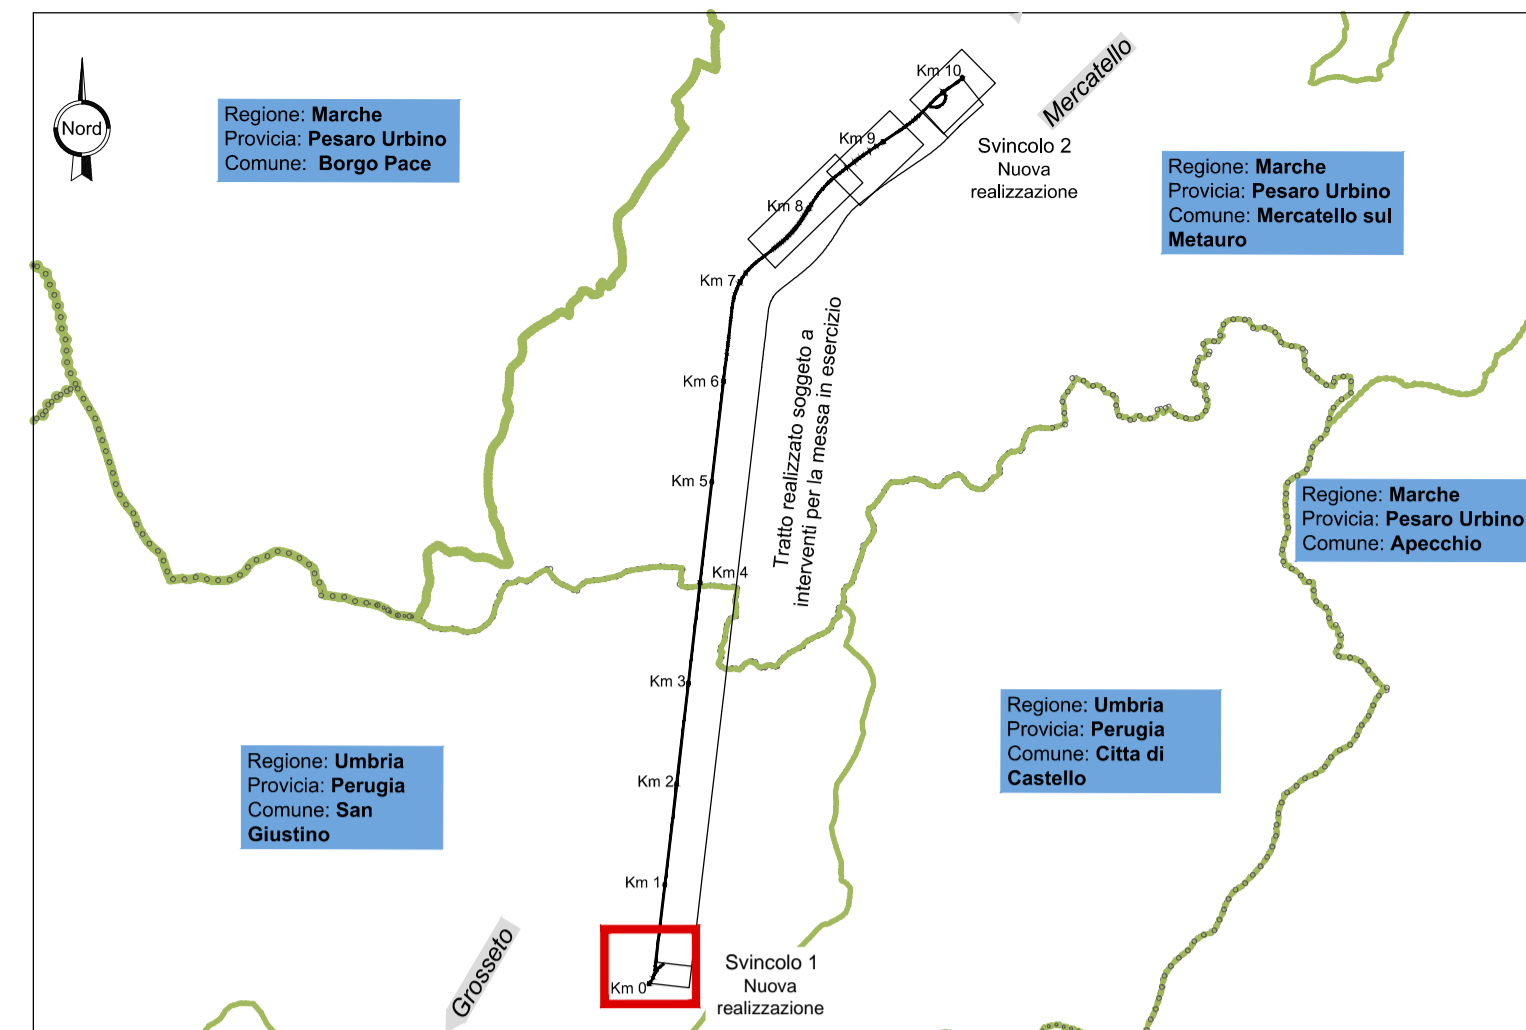 Nord
Regione: Marche
Provicia: Pesaro Urbino
Comune: Borgo Pace
Km 10
Mercatello
Km 9
Svincolo 2
Nuova
realizzazione
Regione: Marche
Provicia: Pesaro Urbino
Comune: Mercatello sul
Metauro
Km 8
Km 7
Tratto realizzato soggeto a
interventi per la messa in esercizio
Km 6
Km 5
Regione: Marche
Provicia: Pesaro Urbino
Comune: Apecchio
Km 4
Km 3
Regione: Umbria
Provicia: Perugia
Comune: Citta di
Castello
Regione: Umbria
Provicia: Perugia
Comune: San
Giustino
Km 2
Km 1
Grosseto
Km 0
Svincolo 1
Nuova
realizzazione